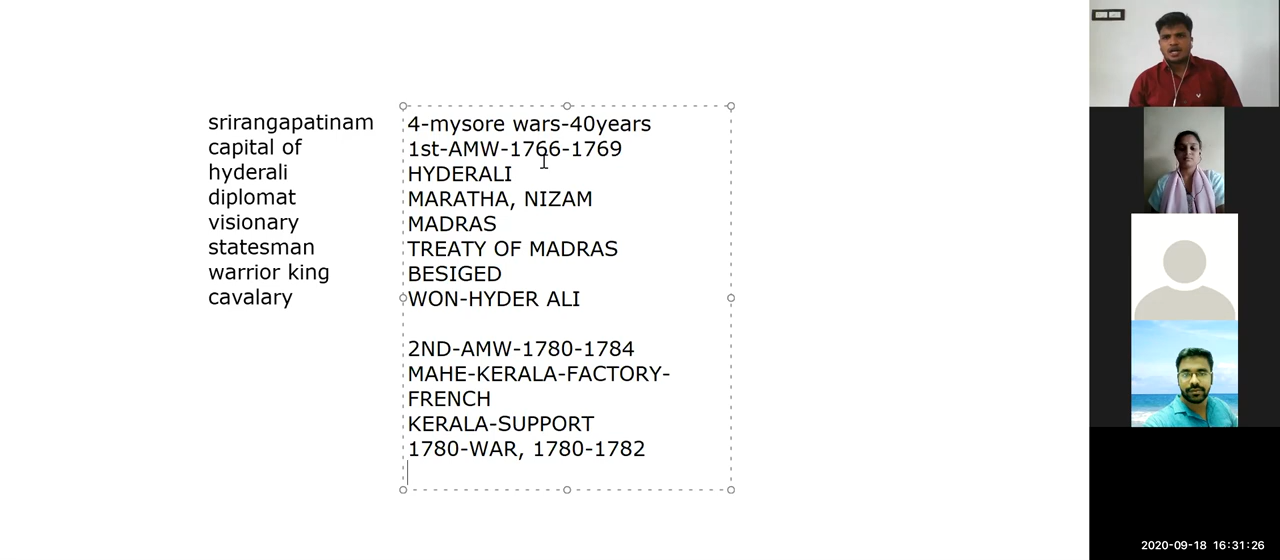 srirangapatinam
capital of
hyderali
diplomat
visionary
statesman
warrior king
cavalary
4-mysore wars-40years
1st-AMW-1766-1769
HYDERALI
MARATHA, NIZAM
MADRAS
TREATY OF MADRAS
BESIGED
WON-HYDER ALI
2ND-AMW-1780-1784
MAHE-KERALA-FACTORY-
FRENCH
KERALA-SUPPORT
1780-WAR, 1780-1782
2020-09-18 16:31:26